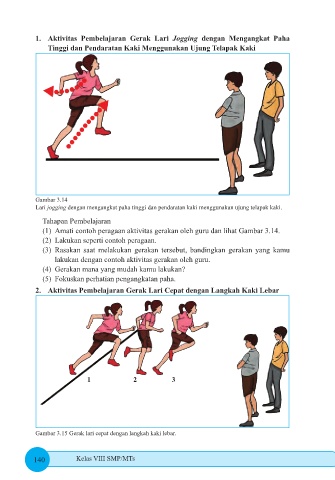 1. Aktivitas Pembelajaran Gerak Lari Jogging dengan Mengangkat Paha
Tinggi dan Pendaratan Kaki Menggunakan Ujung Telapak Kaki
Gambar 3.14
Lari jogging dengan mengangkat paha tinggi dan pendaratan kaki menggunakan ujung telapak kaki.
Tahapan Pembelajaran
(1) Amati contoh peragaan aktivitas gerakan oleh guru dan lihat Gambar 3.14.
(2) Lakukan seperti contoh peragaan.
(3) Rasakan saat melakukan gerakan tersebut, bandingkan gerakan yang kamu
lakukan dengan contoh aktivitas gerakan oleh guru.
(4) Gerakan mana yang mudah kamu lakukan?
(5) Fokuskan perhatian pengangkatan paha.
2. Aktivitas Pembelajaran Gerak Lari Cepat dengan Langkah Kaki Lebar
1 2 3
Gambar 3.15 Gerak lari cepat dengan langkah kaki lebar.
140 Kelas VIII SMP/MTs